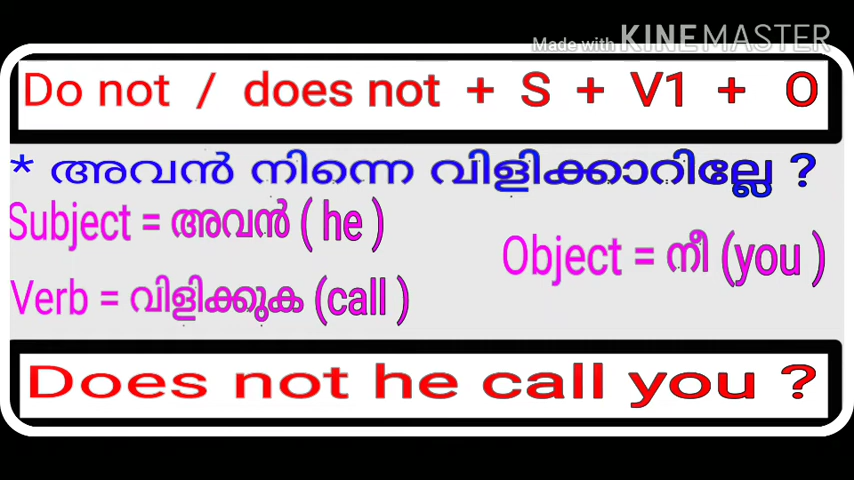 Made with KINEMASTER
Do not / does not + S + V1 + O
* അവൻ നിന്നെ വിളിക്കാറില്ലേ ?
Subject = അവൻ ( he )
Object = നീ (you )
Verb = വിളിക്കുക (call )
Does not he call you ?